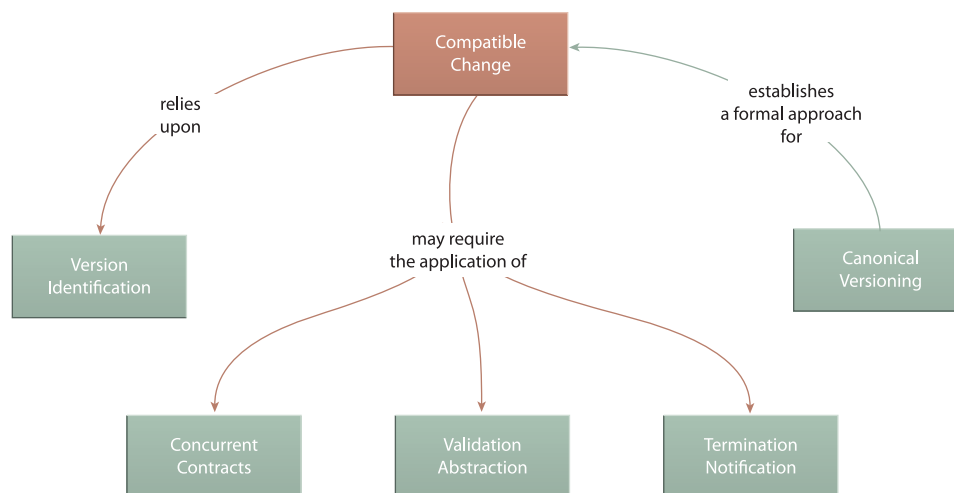 Compatible
Change
relies
upon
establishes
a formal approach
for
may require
the application of
Version
Identification
Canonical
Versioning
Concurrent
Contracts
Validation
Abstraction
Termination
Notification